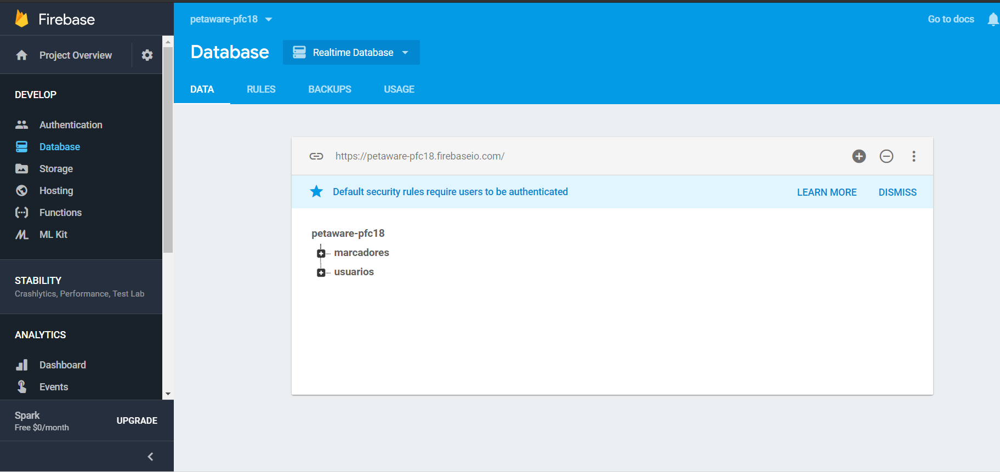 Firebase
Project Overview
DEVELOP
Authentication
Database
Storage
Hosting
Functions
ML Kit
STABILITY
Crashlytics, Performance, Test Lab
ANALYTICS
Dashboard
Events
Spark
Free $0/month
UPGRADE
petaware-pfc18
Go to docs
Database
Realtime Database
DATA RULES BACKUPS USAGE
https://petaware-pfc18.firebaseio.com/
Default security rules require users to be authenticated LEARN MORE DISMISS
petaware-pfc18
marcadores
usuarios